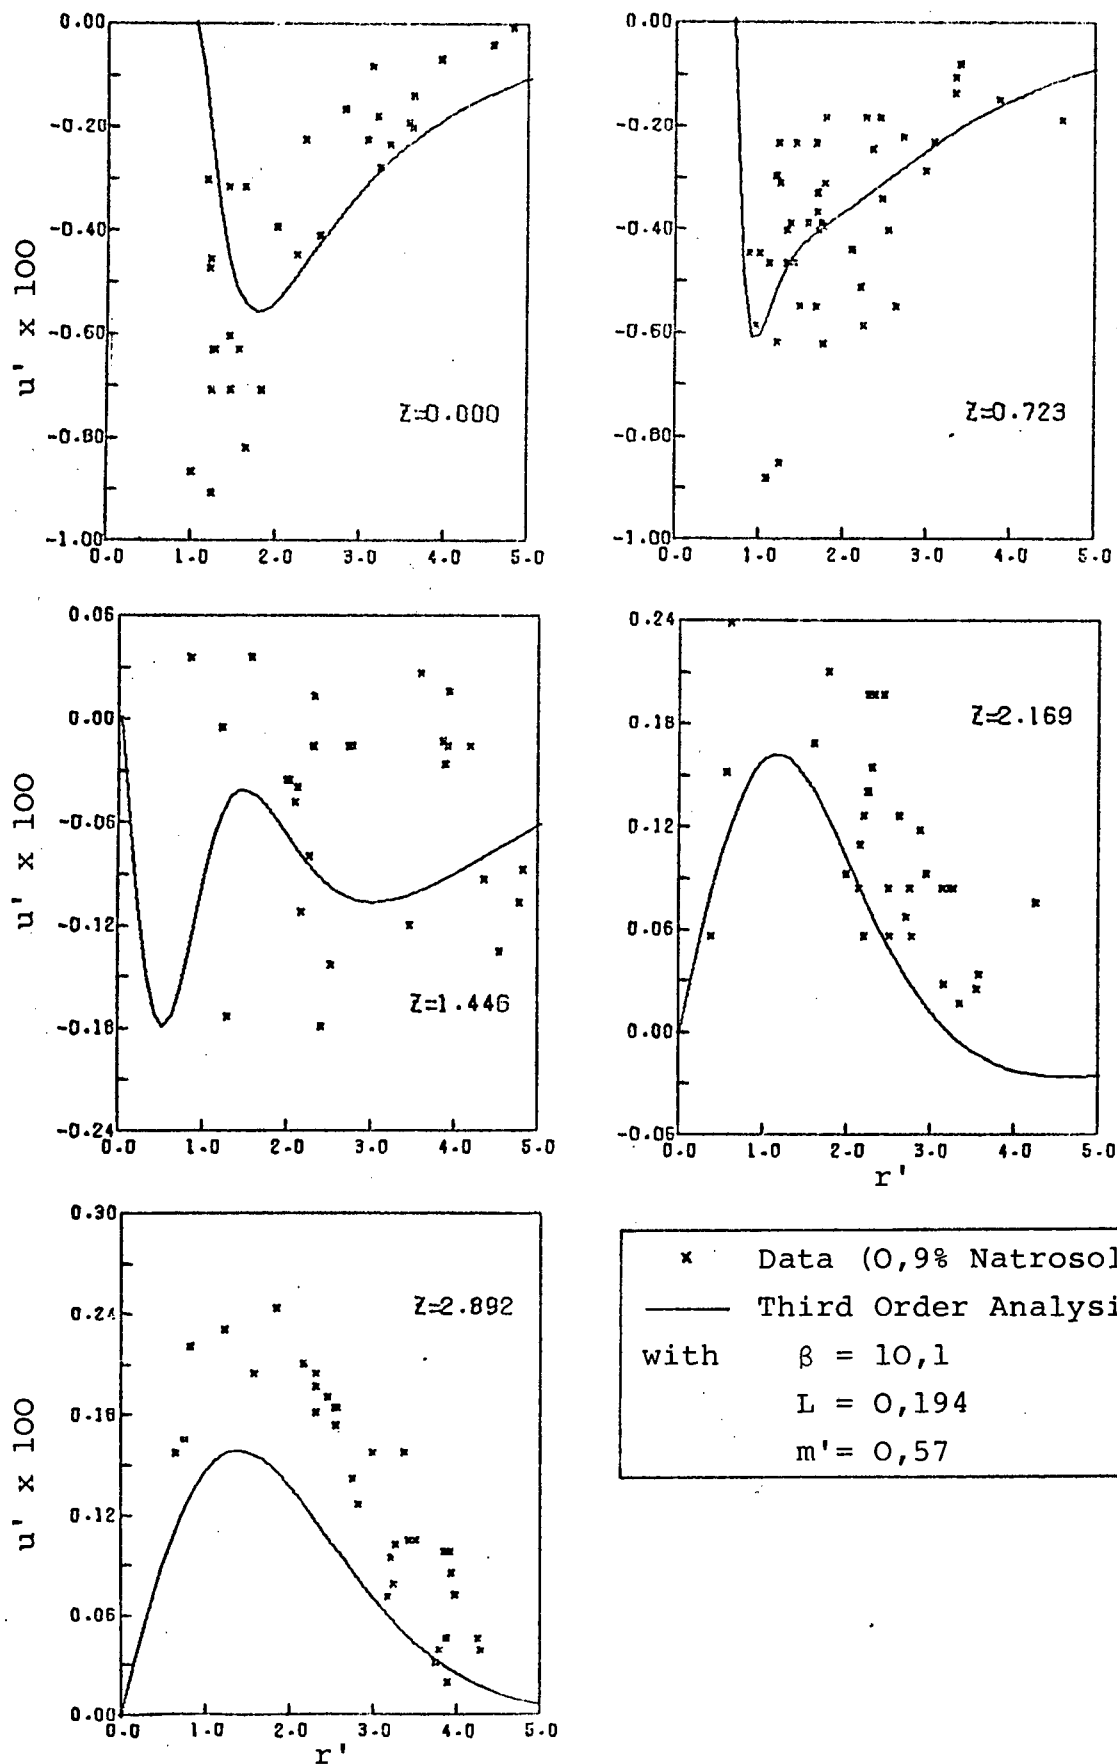 0.00
-0.20
-0.40
-0.60
-0.80
-1.00
u' x 100
Z=0.000
0.0 1.0 2.0 3.0 4.0 5.0
0.00
-0.20
-0.40
-0.60
-0.80
-1.00
Z=0.723
0.0 1.0 2.0 3.0 4.0 5.0
0.06
0.00
-0.06
-0.12
-0.18
-0.24
u' x 100
Z=1.446
0.0 1.0 2.0 3.0 4.0 5.0
0.24
0.18
0.12
0.06
0.00
-0.06
Z=2.169
0.0 1.0 2.0 3.0 4.0 5.0
r'
0.30
0.24
0.18
0.12
0.06
0.00
u' x 100
Z=2.892
0.0 1.0 2.0 3.0 4.0 5.0
r'
x Data (0,9% Natrosol
Third Order Analysi
with β = 10,1
L = 0,194
m'= 0,57